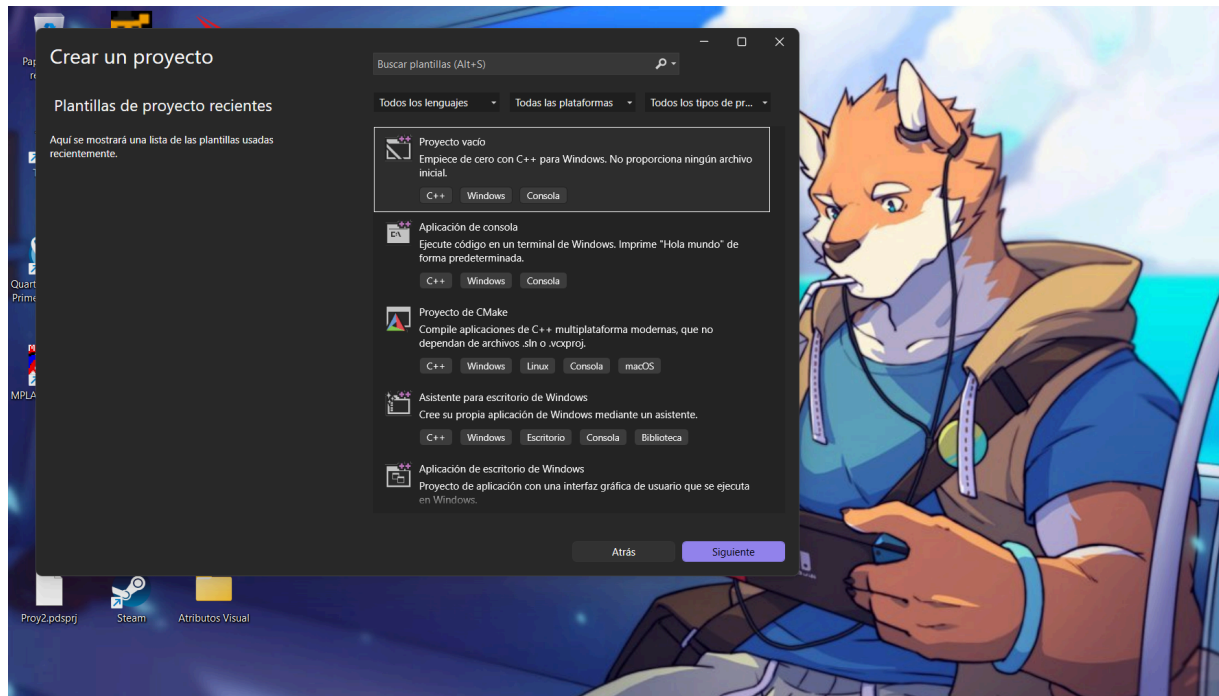 Crear un proyecto
Buscar plantillas (Alt+S)
Plantillas de proyecto recientes
Todos los lenguajes
Todas las plataformas
Todos los tipos de pr...
Aquí se mostrará una lista de las plantillas usadas
recientemente.
Proyecto vacío
Empiece de cero con C++ para Windows. No proporciona ningún archivo
inicial.
C++ Windows Consola
Aplicación de consola
Ejecute código en un terminal de Windows. Imprime "Hola mundo" de
forma predeterminada.
C++ Windows Consola
Proyecto de CMake
Compile aplicaciones de C++ multiplataforma modernas, que no
dependan de archivos .sln o .vcxproj.
C++ Windows Linux Consola macOS
Asistente para escritorio de Windows
Cree su propia aplicación de Windows mediante un asistente.
C++ Windows Escritorio Consola Biblioteca
Aplicación de escritorio de Windows
Proyecto de aplicación con una interfaz gráfica de usuario que se ejecuta
en Windows.
Atrás
Siguiente
Pap
re
Quart
Prime
MPLA
Proy2.pdsprj
Steam
Atributos Visual